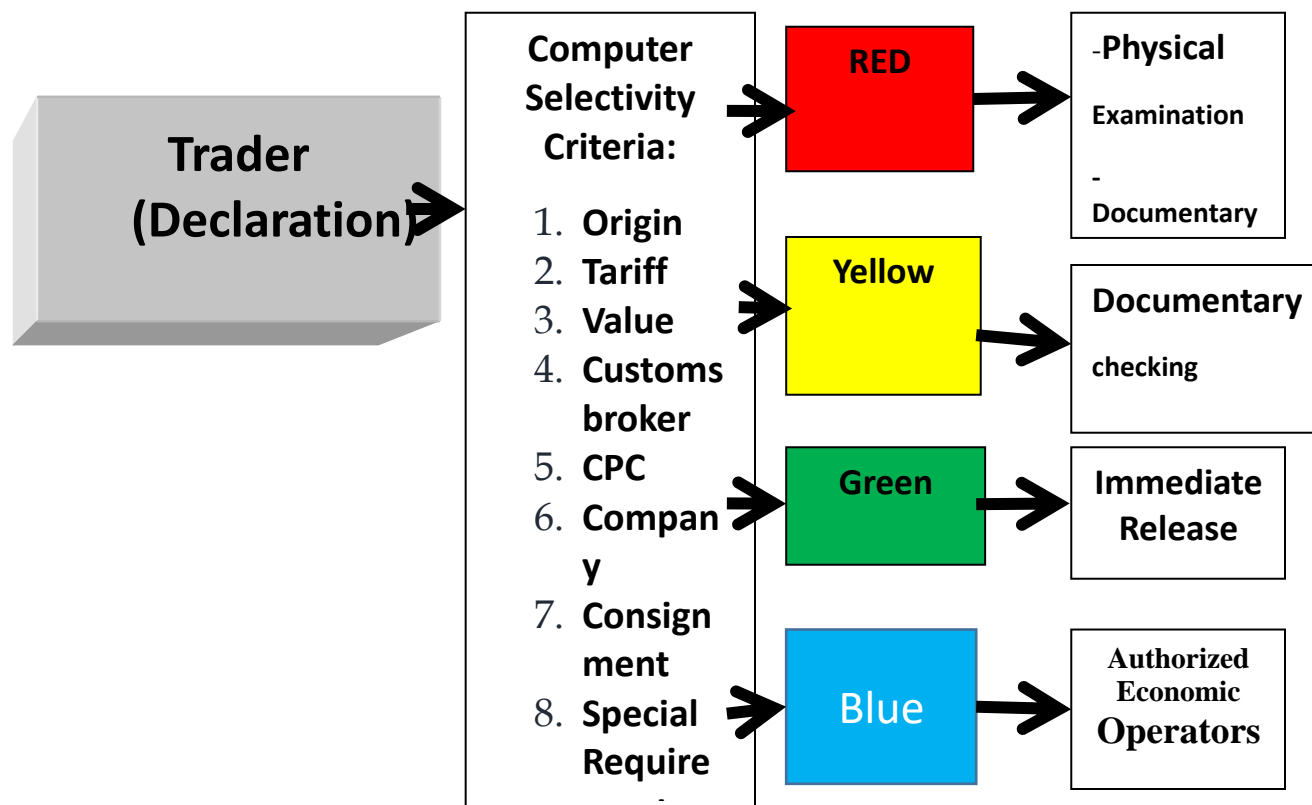 Trader
(Declaration)
Computer
Selectivity
Criteria:
1. Origin
2. Tariff
3. Value
4. Customs
broker
5. CPC
6. Compan
y
7. Consign
ment
8. Special
Require
RED
-Physical
Examination
-
Documentary
Yellow
Documentary
checking
Green
Immediate
Release
Blue
Authorized
Economic
Operators